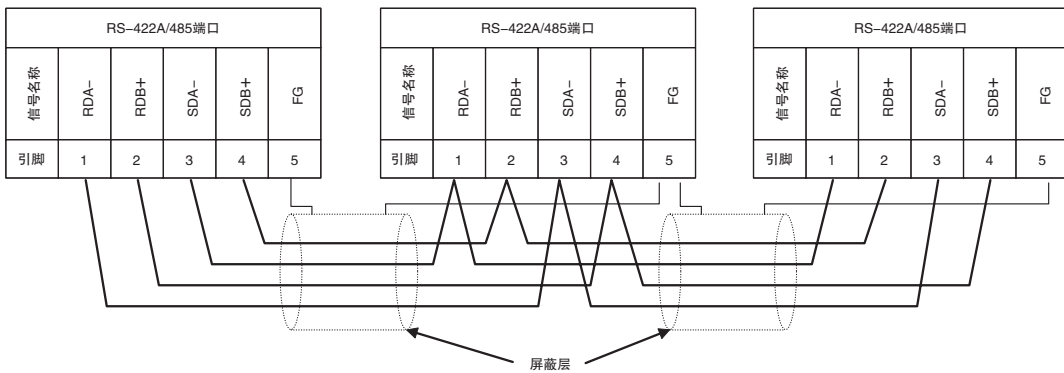 RS-422A/485端口
信号名称 RDA- RDB+ SDA- SDB+ FG
引脚 1 2 3 4 5
RS-422A/485端口
信号名称 RDA- RDB+ SDA- SDB+ FG
引脚 1 2 3 4 5
RS-422A/485端口
信号名称 RDA- RDB+ SDA- SDB+ FG
引脚 1 2 3 4 5
屏蔽层